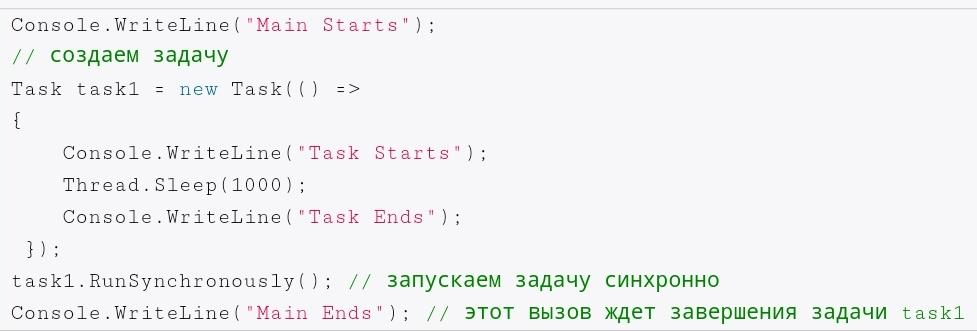 Console.WriteLine("Main Starts");
// создаем задачу
Task task1 = new Task(() =>
{
    Console.WriteLine("Task Starts");
    Thread.Sleep(1000);
    Console.WriteLine("Task Ends");
 });
task1.RunSynchronously(); // запускаем задачу синхронно
Console.WriteLine("Main Ends"); // этот вызов ждет завершения задачи task1